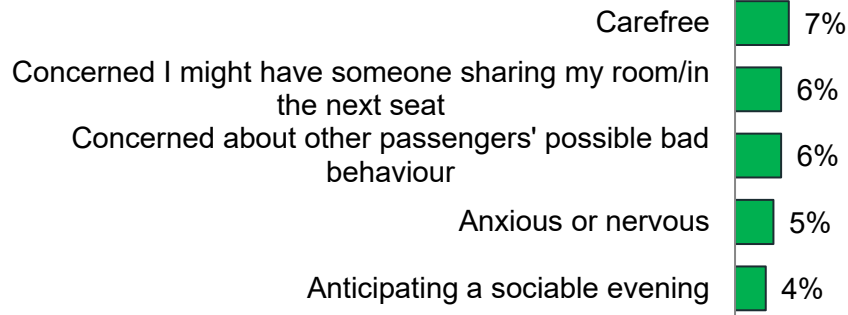 Carefree 7%
Concerned I might have someone sharing my room/in
the next seat 6%
Concerned about other passengers' possible bad
behaviour 6%
Anxious or nervous 5%
Anticipating a sociable evening 4%